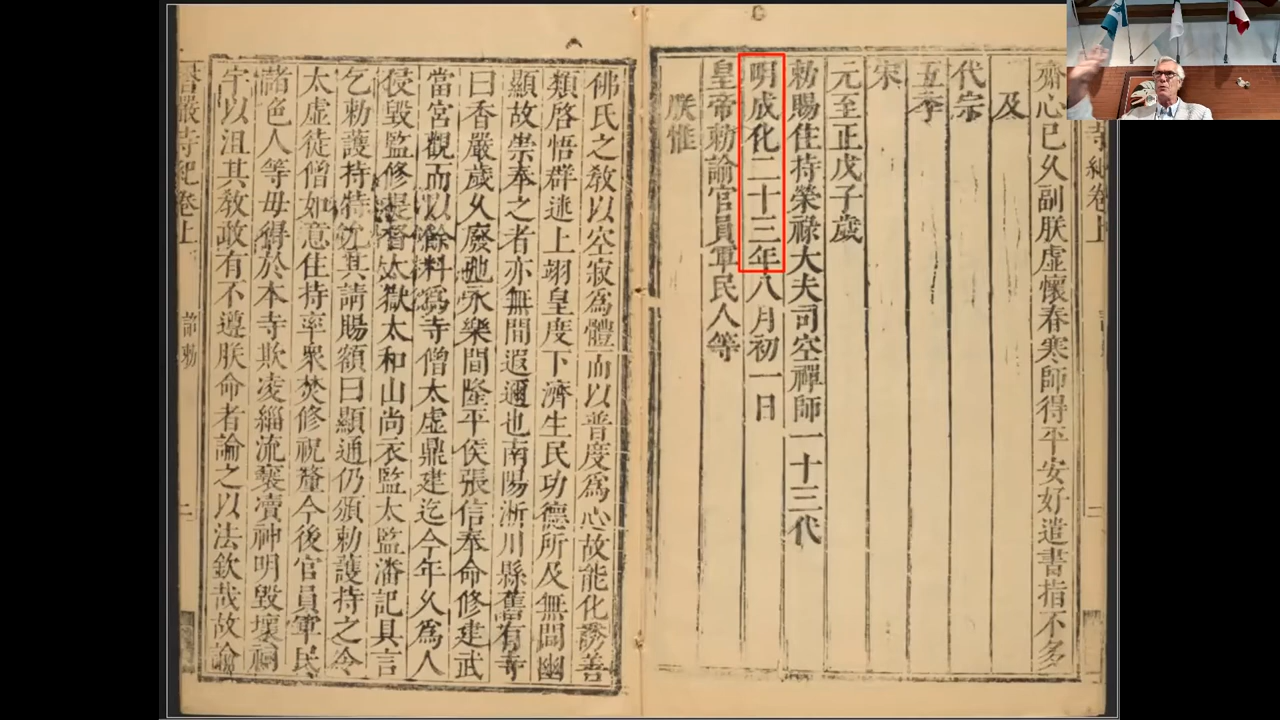 齋心已久副朕虛懷春寒師得平安好遣書指不多
及
代宗
五季
宋
元至正戊子歲
勅賜住持榮祿大夫司空禪師一十三代
明成化二十三年八月初一日
皇帝勅諭官員軍民人等
朕惟
佛氏之敎以空寂爲體而以普度爲心故能化誘善
類啓悟群迷上翊皇度下濟生民功德所及無間幽
顯故崇奉之者亦無間遐邇也南陽淅川縣舊有寺
曰香嚴歲久廢弛永樂間隆平侯張信奉命修建武
當宮觀而以餘料爲寺僧太虛鼎建迄今年久爲人
侵毀監修提督太嶽太和山尚衣監太監潘記具言
乞勅護持特允其請賜額曰顯通仍頒勅護持之令
太虛徒僧如意住持率衆焚修祝釐今後官員軍民
諸色人等毋得於本寺欺凌緇流褻瀆神明毀壞祠
宇以沮其敎敢有不遵朕命者論之以法欽哉故諭
嚴寺紀卷上 詔勅 二